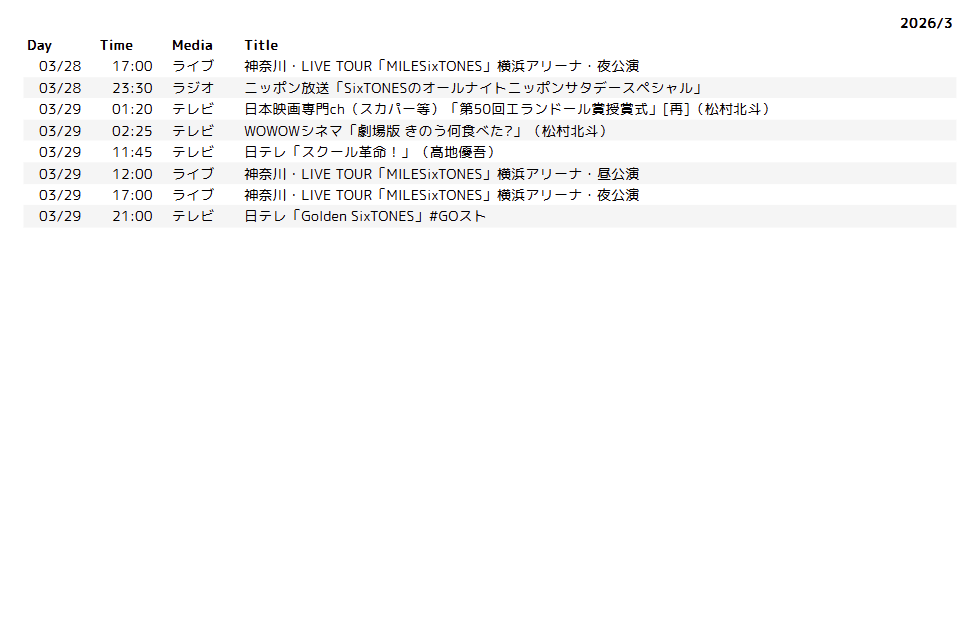 2026/3
Day Time Media Title
03/28 17:00 ライブ 神奈川・LIVE TOUR「MILESixTONES」横浜アリーナ・夜公演
03/28 23:30 ラジオ ニッポン放送「SixTONESのオールナイトニッポンサタデースペシャル」
03/29 01:20 テレビ 日本映画専門ch（スカパー等）「第50回エランドール賞授賞式」[再]（松村北斗）
03/29 02:25 テレビ WOWOWシネマ「劇場版 きのう何食べた?」（松村北斗）
03/29 11:45 テレビ 日テレ「スクール革命！」（髙地優吾）
03/29 12:00 ライブ 神奈川・LIVE TOUR「MILESixTONES」横浜アリーナ・昼公演
03/29 17:00 ライブ 神奈川・LIVE TOUR「MILESixTONES」横浜アリーナ・夜公演
03/29 21:00 テレビ 日テレ「Golden SixTONES」#GOスト